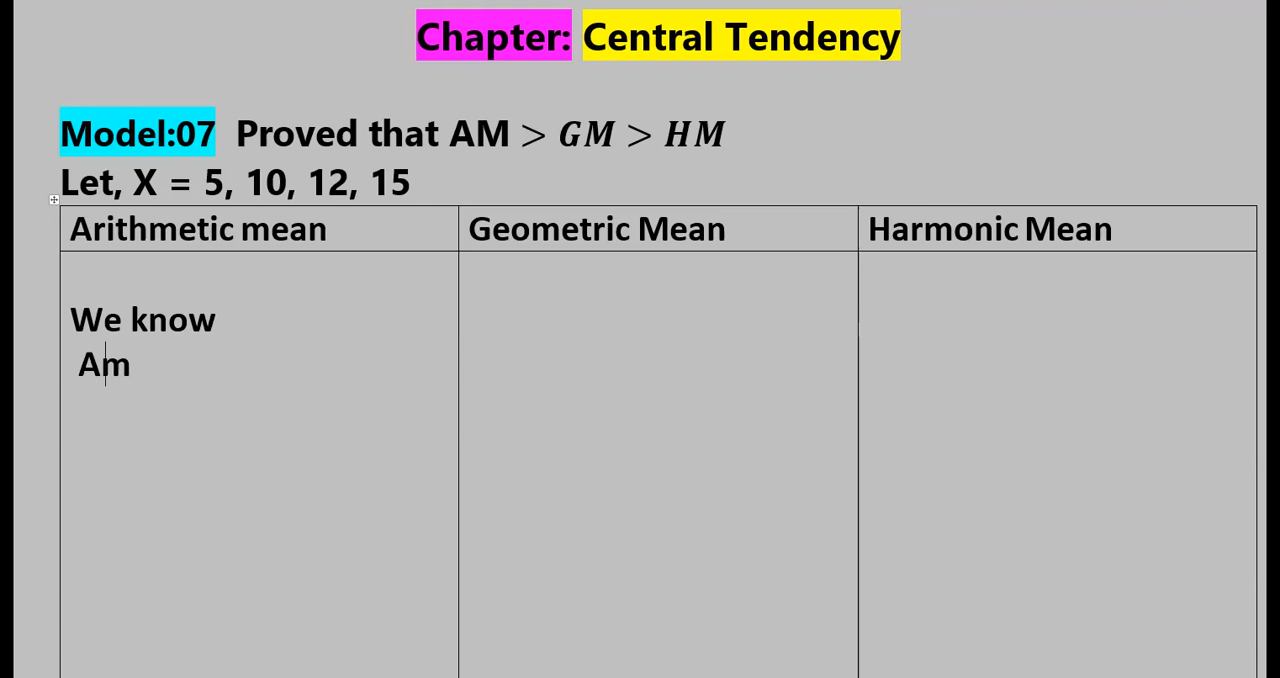 Chapter: Central Tendency
Model:07 Proved that AM > GM > HM
Let, X = 5, 10, 12, 15
Arithmetic mean Geometric Mean Harmonic Mean
We know
Am